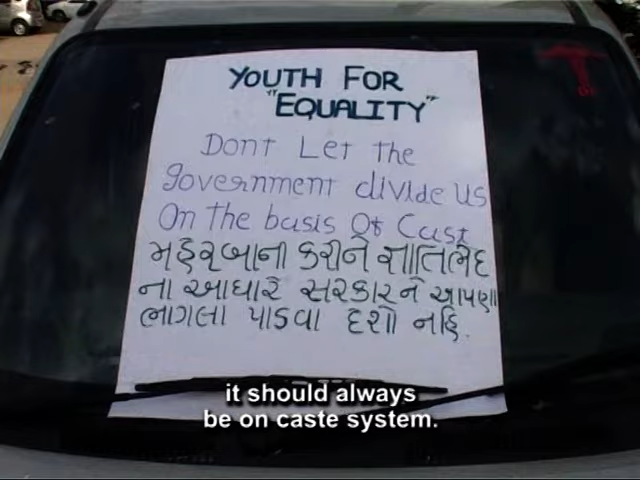 YOUTH FOR
"EQUALITY"
Dont Let the
government divide us
On the basis Of Cast
મહેરબાની કરીને જ્ઞાતિભેદ
ના આધારે સરકારને આપણા
ભાગલા પાડવા દેશો નહિ.
it should always
be on caste system.